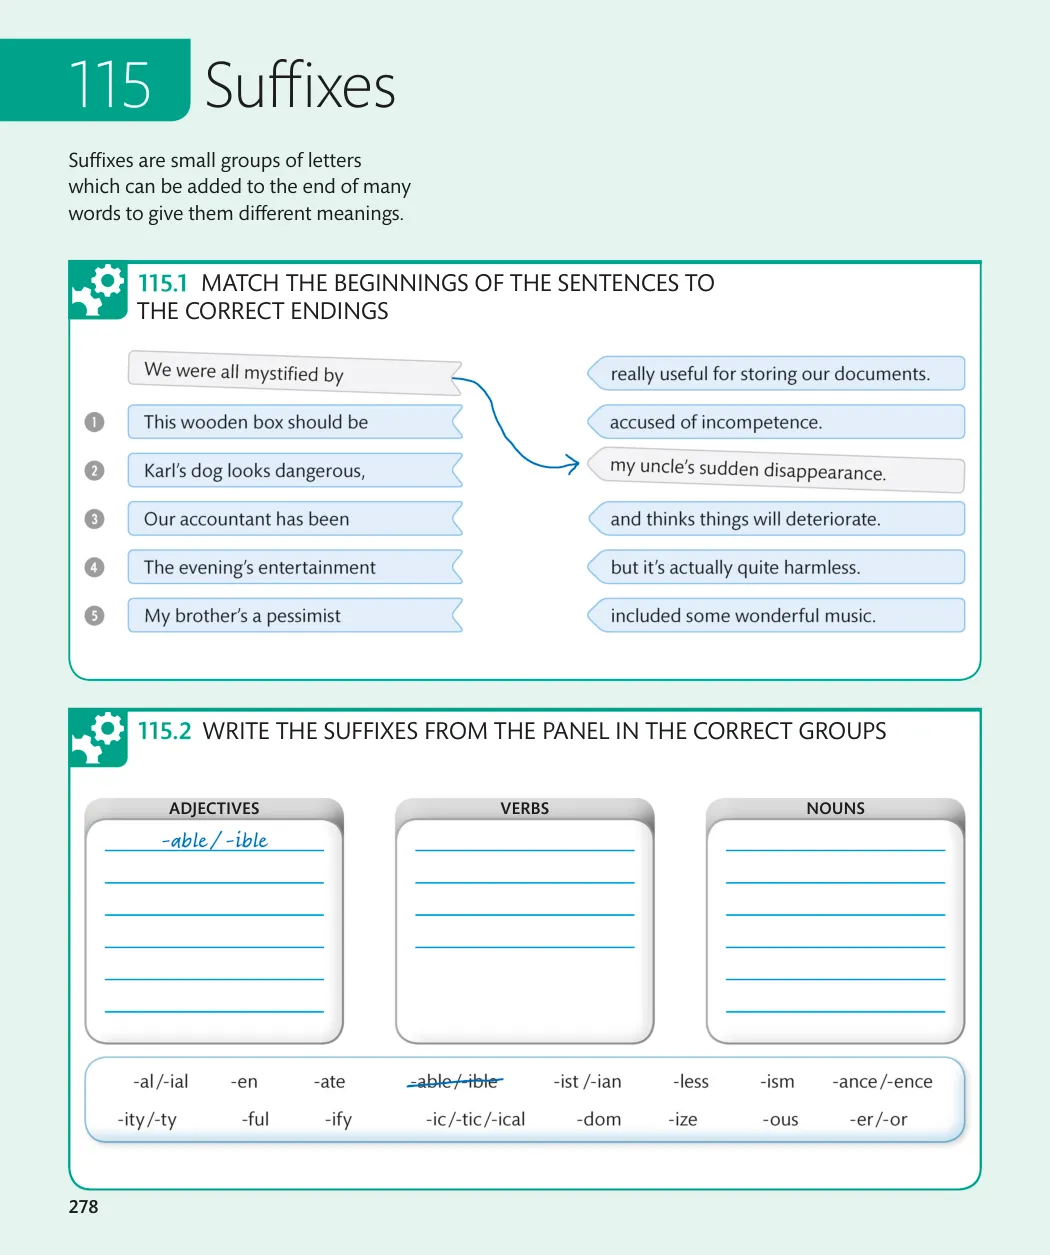 115 Suffixes
Suffixes are small groups of letters
which can be added to the end of many
words to give them different meanings.
115.1 MATCH THE BEGINNINGS OF THE SENTENCES TO
THE CORRECT ENDINGS
We were all mystified by
really useful for storing our documents.
1 This wooden box should be
accused of incompetence.
2 Karl’s dog looks dangerous,
my uncle’s sudden disappearance.
3 Our accountant has been
and thinks things will deteriorate.
4 The evening’s entertainment
but it’s actually quite harmless.
5 My brother’s a pessimist
included some wonderful music.
115.2 WRITE THE SUFFIXES FROM THE PANEL IN THE CORRECT GROUPS
ADJECTIVES VERBS NOUNS
-able / -ible
-al/-ial -en -ate -able/-ible -ist /-ian -less -ism -ance/-ence
-ity/-ty -ful -ify -ic/-tic/-ical -dom -ize -ous -er/-or
278